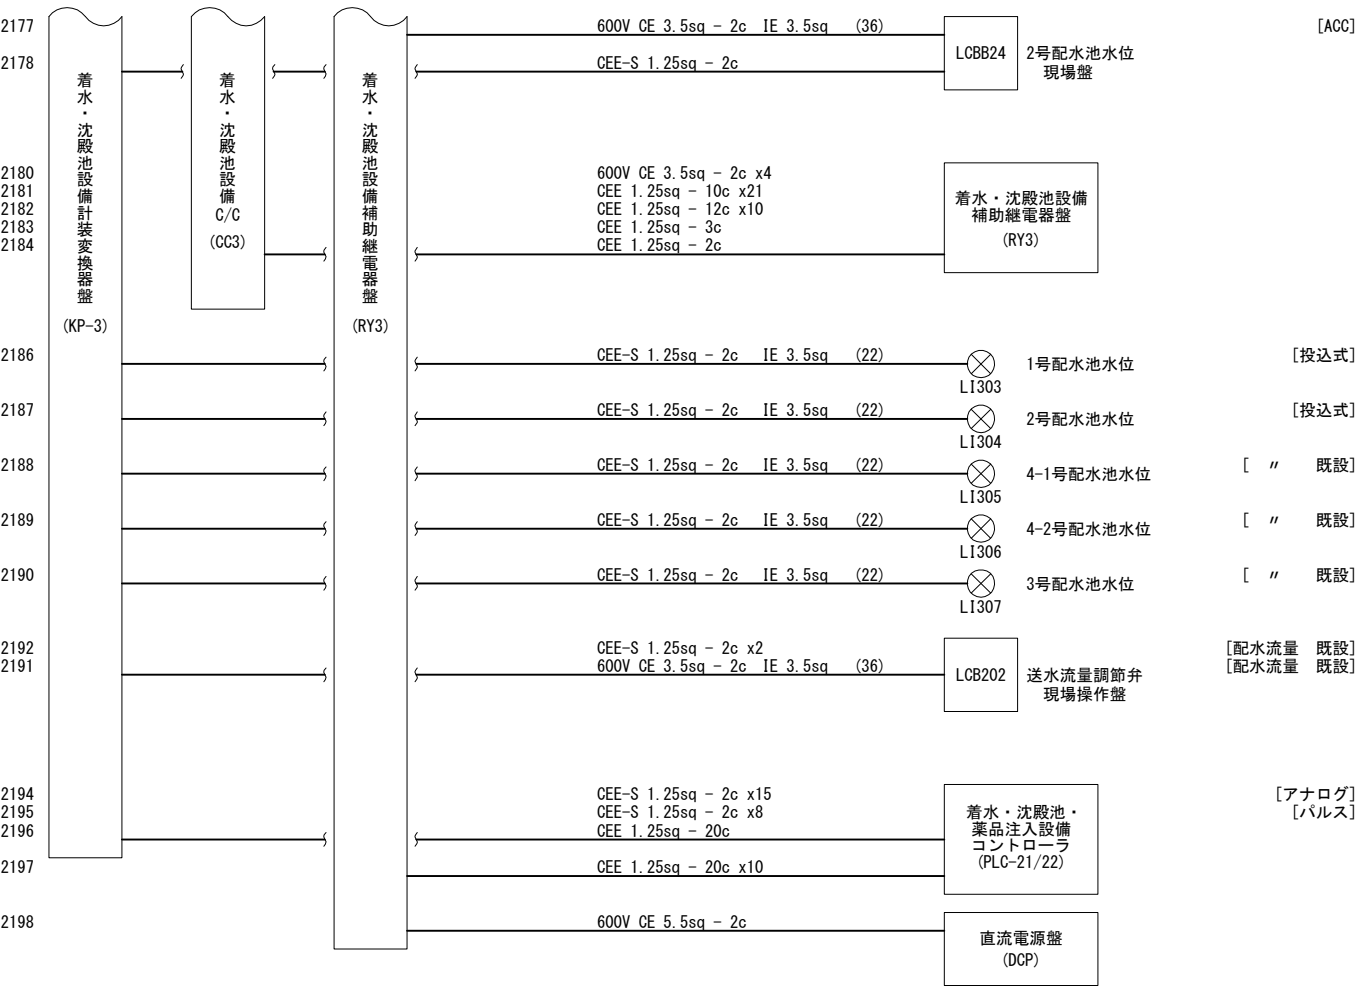 2177 600V CE 3.5sq - 2c IE 3.5sq (36) [ACC]
LCBB24 2号配水池水位
現場盤
2178 CEE-S 1.25sq - 2c
着水・沈殿池設備計装変換器盤
(KP-3)
着水・沈殿池設備
C/C
(CC3)
着水・沈殿池設備補助継電器盤
(RY3)
2180 600V CE 3.5sq - 2c x4
2181 CEE 1.25sq - 10c x21
2182 CEE 1.25sq - 12c x10
2183 CEE 1.25sq - 3c
2184 CEE 1.25sq - 2c
着水・沈殿池設備
補助継電器盤
(RY3)
2186 CEE-S 1.25sq - 2c IE 3.5sq (22) [投込式]
1号配水池水位
LI303
2187 CEE-S 1.25sq - 2c IE 3.5sq (22) [投込式]
2号配水池水位
LI304
2188 CEE-S 1.25sq - 2c IE 3.5sq (22) [ 〃 既設]
4-1号配水池水位
LI305
2189 CEE-S 1.25sq - 2c IE 3.5sq (22) [ 〃 既設]
4-2号配水池水位
LI306
2190 CEE-S 1.25sq - 2c IE 3.5sq (22) [ 〃 既設]
3号配水池水位
LI307
2192 CEE-S 1.25sq - 2c x2 [配水流量 既設]
2191 600V CE 3.5sq - 2c IE 3.5sq (36) [配水流量 既設]
LCB202 送水流量調節弁
現場操作盤
2194 CEE-S 1.25sq - 2c x15 [アナログ]
2195 CEE-S 1.25sq - 2c x8 [パルス]
2196 CEE 1.25sq - 20c
着水・沈殿池・
薬品注入設備
コントローラ
(PLC-21/22)
2197 CEE 1.25sq - 20c x10
2198 600V CE 5.5sq - 2c
直流電源盤
(DCP)